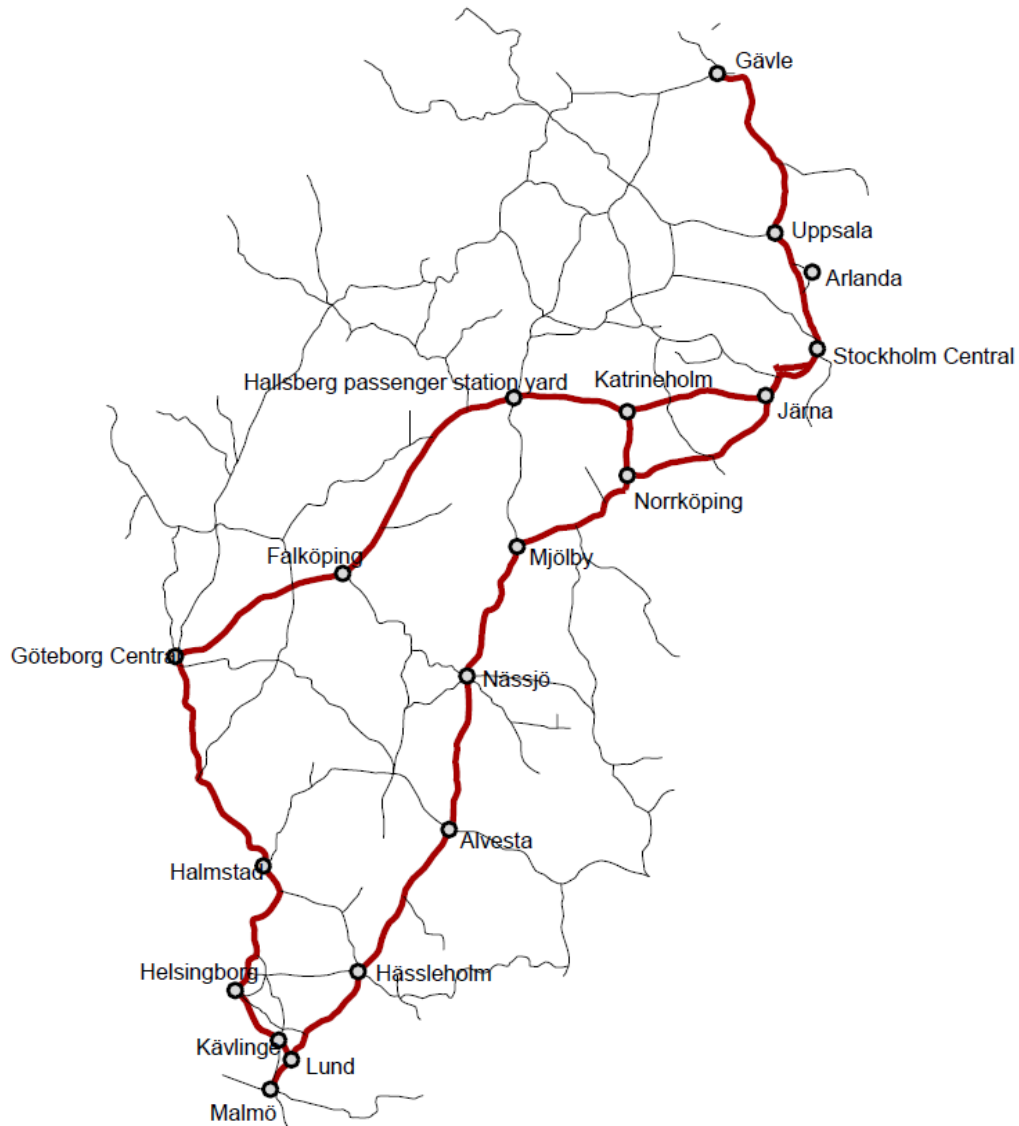 Gävle
Uppsala
Arlanda
Stockholm Central
Hallsberg passenger station yard
Katrineholm
Järna
Norrköping
Mjölby
Falköping
Göteborg Central
Nässjö
Alvesta
Halmstad
Helsingborg
Hässleholm
Kävlinge
Lund
Malmö